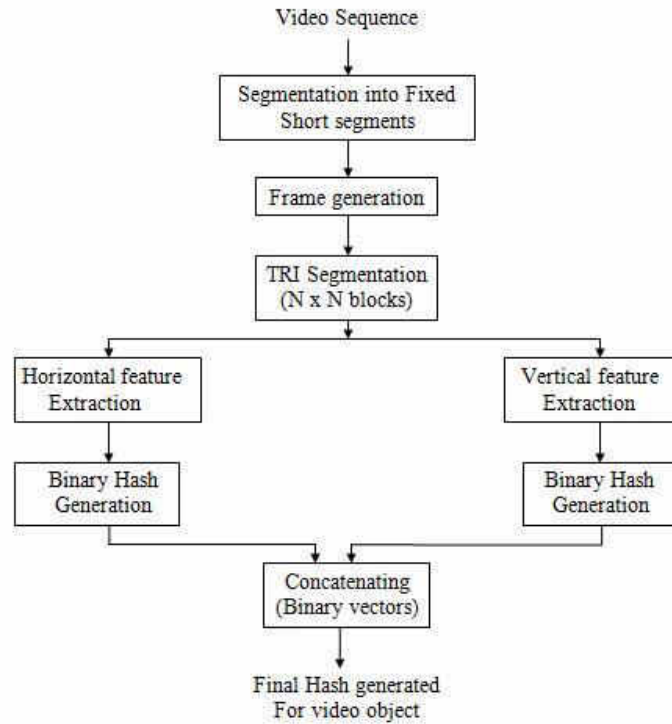 Video Sequence
Segmentation into Fixed
Short segments
Frame generation
TRI Segmentation
(N x N blocks)
Horizontal feature
Extraction
Vertical feature
Extraction
Binary Hash
Generation
Binary Hash
Generation
Concatenating
(Binary vectors)
Final Hash generated
For video object